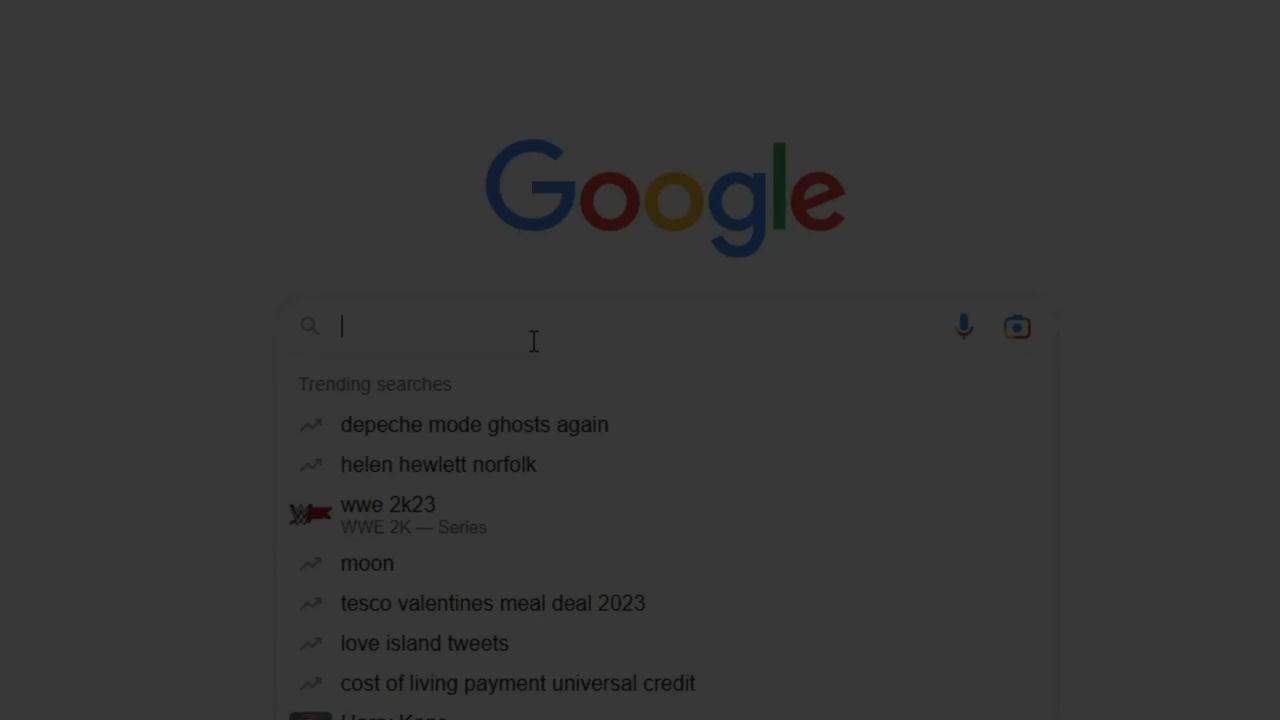 Google
Trending searches
depeche mode ghosts again
helen hewlett norfolk
wwe 2k23
WWE 2K — Series
moon
tesco valentines meal deal 2023
love island tweets
cost of living payment universal credit